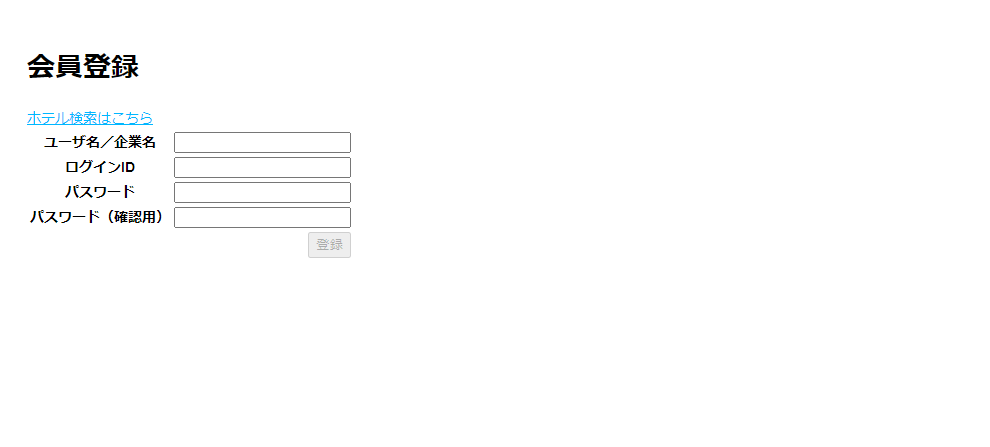 会員登録
ホテル検索はこちら
ユーザ名／企業名
ログインID
パスワード
パスワード（確認用）
登録